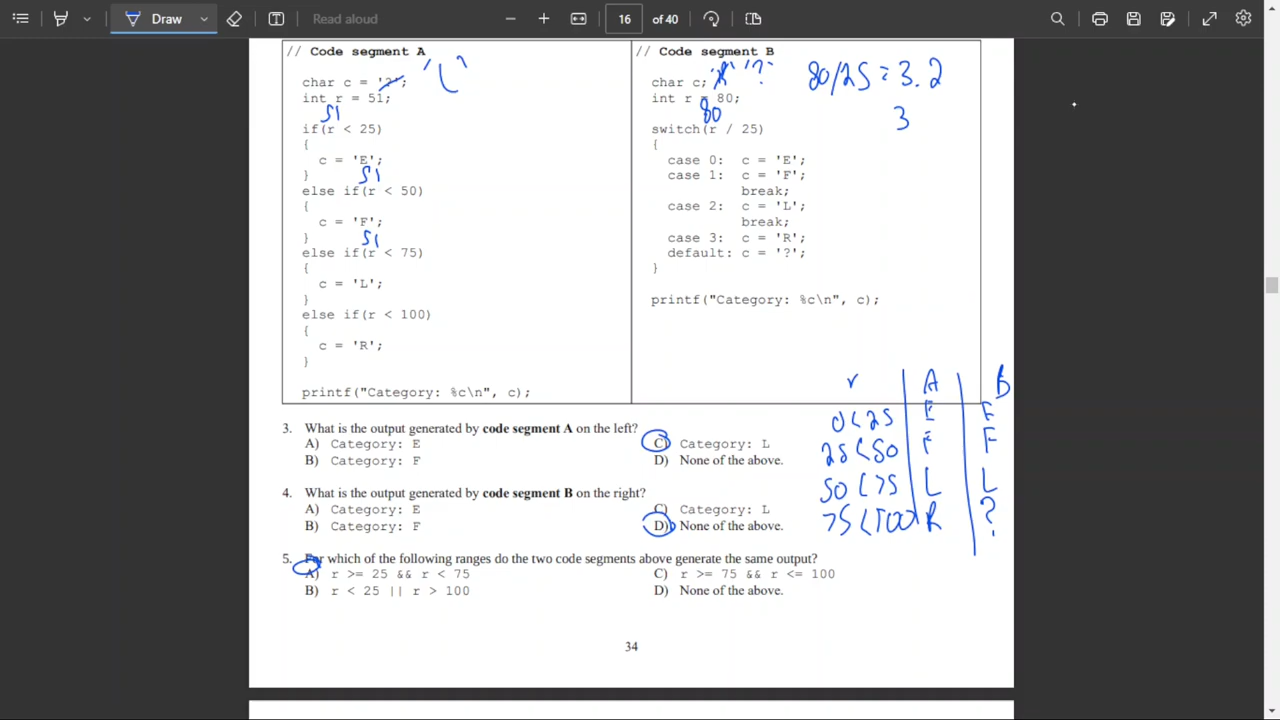 Draw
Read aloud
16 of 40
// Code segment A
char c = '?'; 'L'
int r = 51;
51
if(r < 25)
{
c = 'E';
}
51
else if(r < 50)
{
c = 'F';
}
51
else if(r < 75)
{
c = 'L';
}
else if(r < 100)
{
c = 'R';
}
printf("Category: %c\n", c);
// Code segment B
char c; 'R' '?'
int r = 80;
80
switch(r / 25)
{
case 0: c = 'E';
case 1: c = 'F';
break;
case 2: c = 'L';
break;
case 3: c = 'R';
default: c = '?';
}
printf("Category: %c\n", c);
80/25 = 3.2
3
r A B
0<25 E F
25<50 F F
50<75 L L
75<100 R ?
3. What is the output generated by code segment A on the left?
A) Category: E C) Category: L
B) Category: F D) None of the above.
4. What is the output generated by code segment B on the right?
A) Category: E C) Category: L
B) Category: F D) None of the above.
5. For which of the following ranges do the two code segments above generate the same output?
A) r >= 25 && r < 75 C) r >= 75 && r <= 100
B) r < 25 || r > 100 D) None of the above.
34